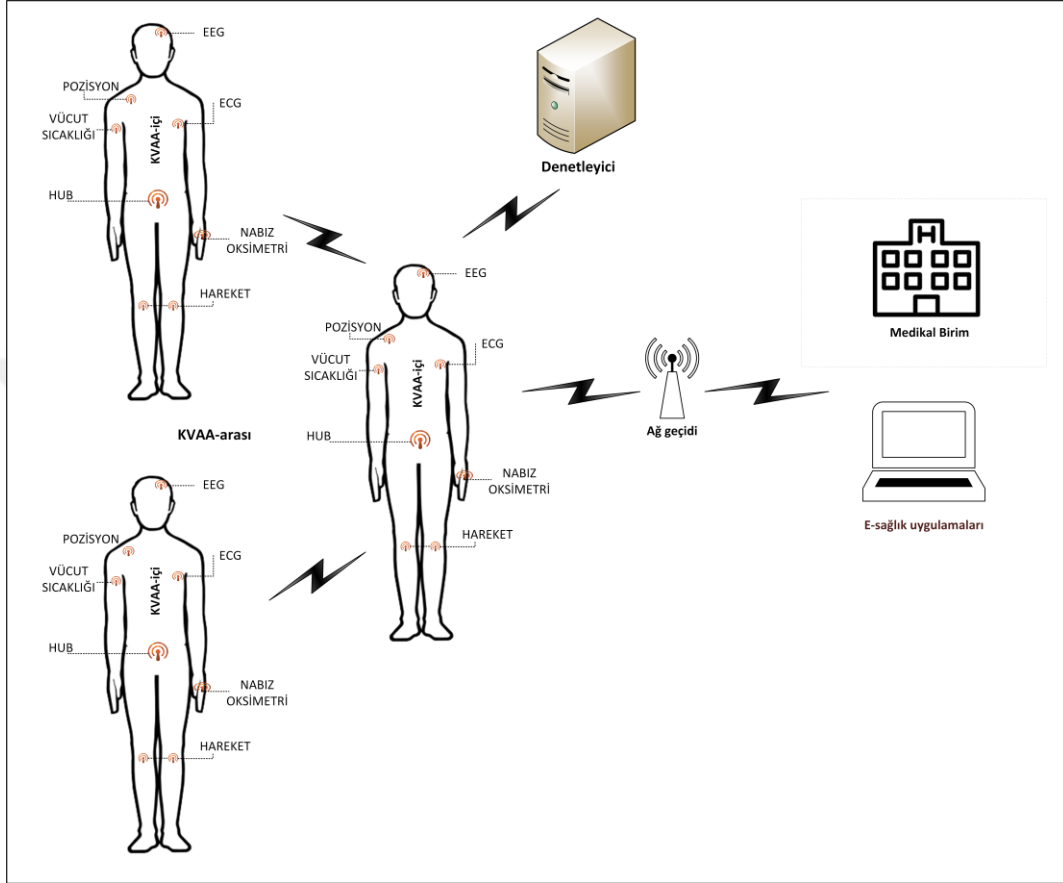 EEG
POZİSYON
ECG
VÜCUT
SICAKLIĞI
KVAA-içi
HUB
NABIZ
OKSİMETRİ
HAREKET
Denetleyici
Medikal Birim
EEG
POZİSYON
ECG
VÜCUT
SICAKLIĞI
KVAA-içi
HUB
NABIZ
OKSİMETRİ
HAREKET
Ağ geçidi
E-sağlık uygulamaları
KVAA-arası
EEG
POZİSYON
ECG
VÜCUT
SICAKLIĞI
KVAA-içi
HUB
NABIZ
OKSİMETRİ
HAREKET